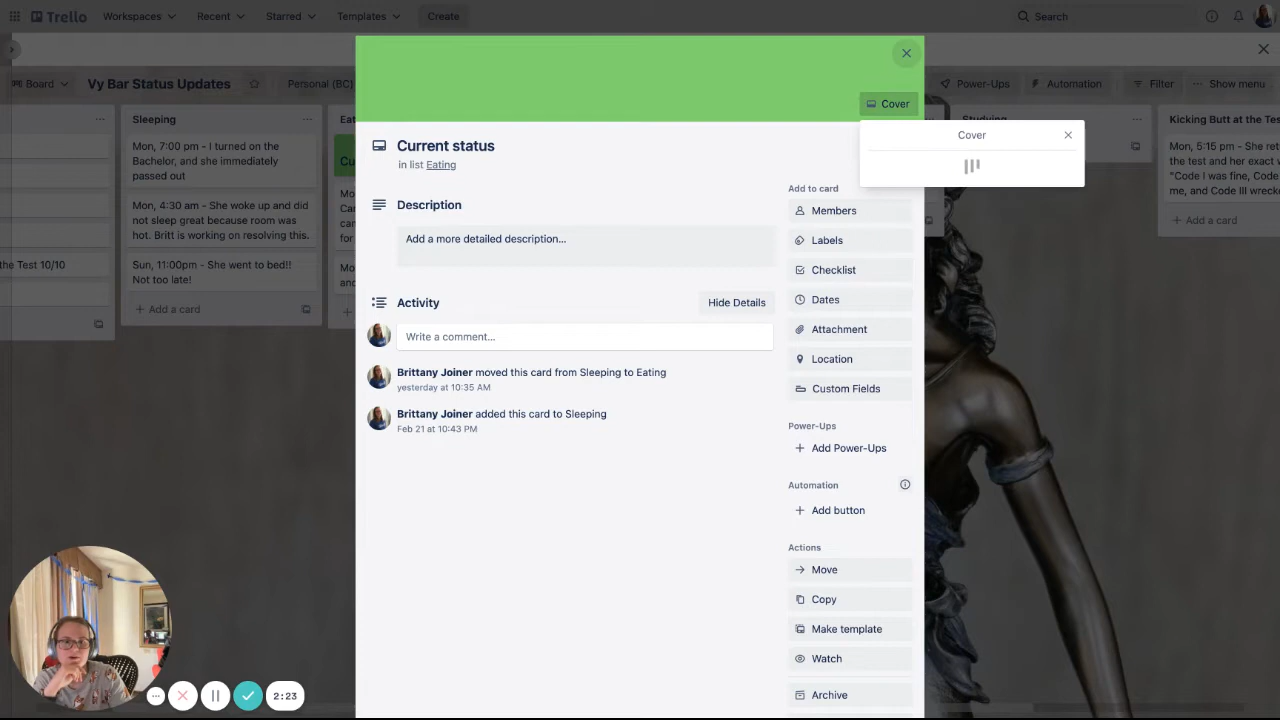 Trello
Workspaces
Recent
Starred
Templates
Create
Search
Board
Vy Bar Status Updates
Personal (BC)
Power-Ups
Automation
Filter
Show menu
Sleeping
Mon, 7:00 pm - I turned on the
Bachelor, and she immediately
passed out
Mon, 4:30 am - She woke up and did
not sleep great because room was
hot. Britt is working on resolving this.
Sun, 11:00pm - She went to bed!!
Not too late!
+ Add a card
the Test 10/10
Cover
Current status
in list Eating
Description
Add a more detailed description...
Activity
Hide Details
Write a comment...
Brittany Joiner moved this card from Sleeping to Eating
yesterday at 10:35 AM
Brittany Joiner added this card to Sleeping
Feb 21 at 10:43 PM
Cover
Add to card
Members
Labels
Checklist
Dates
Attachment
Location
Custom Fields
Power-Ups
+ Add Power-Ups
Automation
+ Add button
Actions
Move
Copy
Make template
Watch
Archive
Studying
Kicking Butt at the Tes
Mon, 5:15 pm - She ret
the test and her exact w
"Code I was fine, Code
me, and Code III wrecke
+ Add a card
2:23